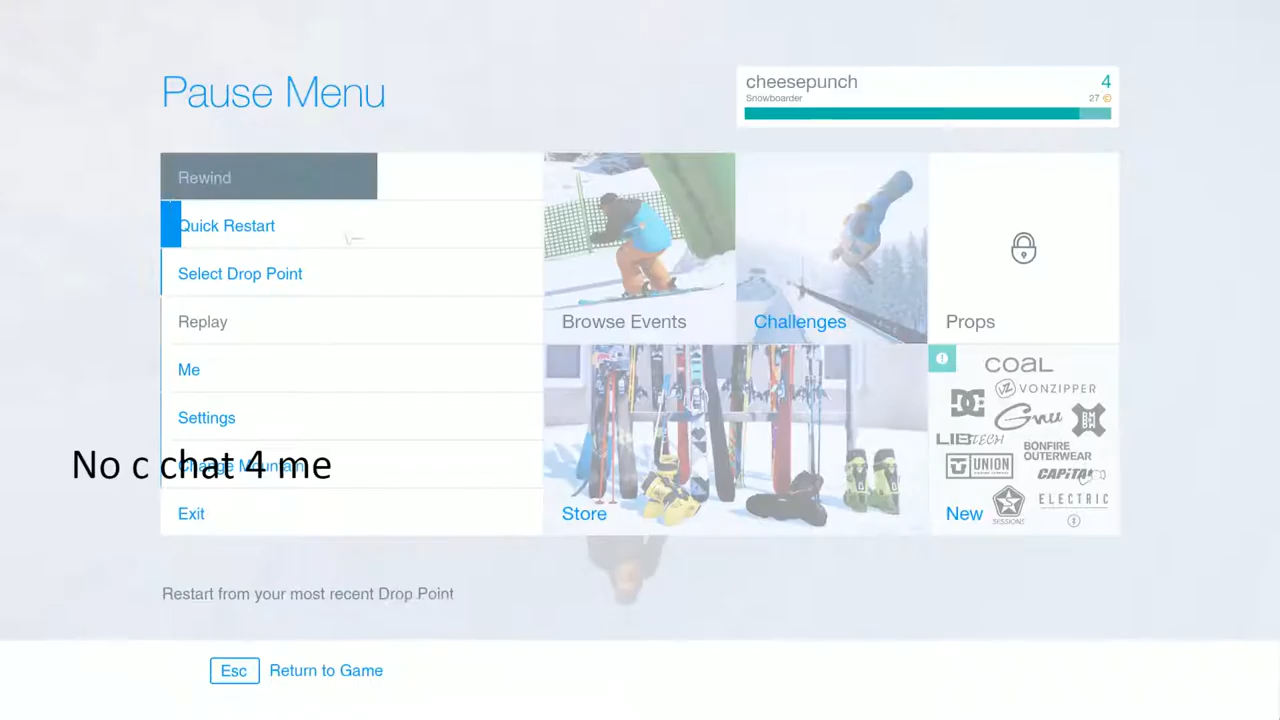 Pause Menu
cheesepunch 4
Snowboarder 27
Rewind
Quick Restart
Select Drop Point
Replay
Me
Settings
Change Mountain
Exit
No c chat 4 me
Browse Events
Challenges
Props
Store
New
COAL
VONZIPPER
DC
Gnu
LIB TECH
BONFIRE
OUTERWEAR
UNION
CAPiTA
SESSIONS
ELECTRIC
Restart from your most recent Drop Point
Esc Return to Game